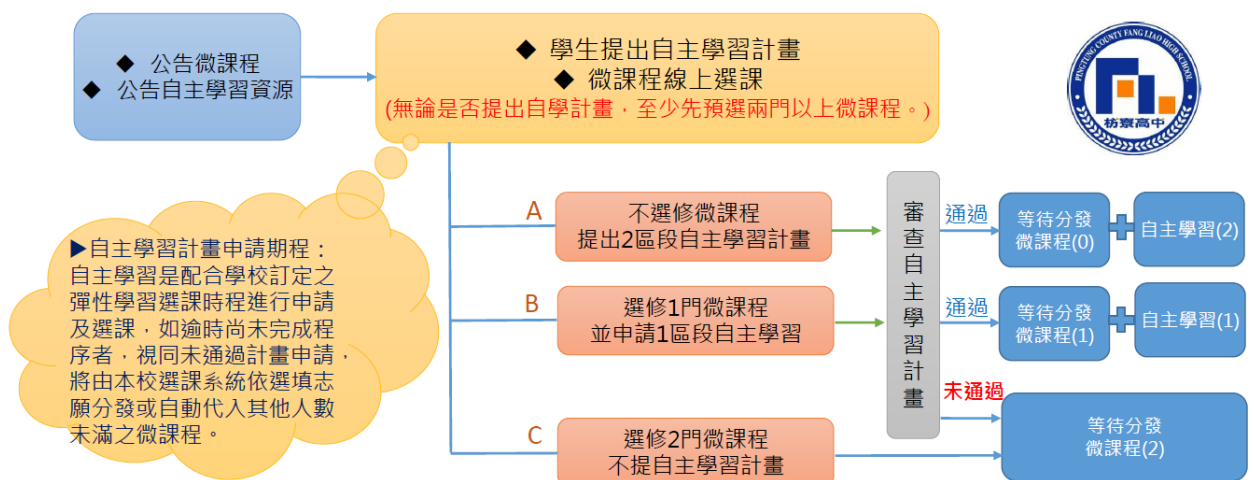 ◆ 公告微課程
◆ 公告自主學習資源
◆ 學生提出自主學習計畫
◆ 微課程線上選課
(無論是否提出自學計畫，至少先預選兩門以上微課程。)
PINGTUNG COUNTY FANG LIAO HIGH SCHOOL
枋寮高中
▶自主學習計畫申請期程：
自主學習是配合學校訂定之
彈性學習選課時程進行申請
及選課，如逾時尚未完成程
序者，視同未通過計畫申請，
將由本校選課系統依選填志
願分發或自動代入其他人數
未滿之微課程。
A
不選修微課程
提出2區段自主學習計畫
B
選修1門微課程
並申請1區段自主學習
C
選修2門微課程
不提自主學習計畫
審查自主學習計畫
通過
等待分發
微課程(0)
自主學習(2)
通過
等待分發
微課程(1)
自主學習(1)
未通過
等待分發
微課程(2)